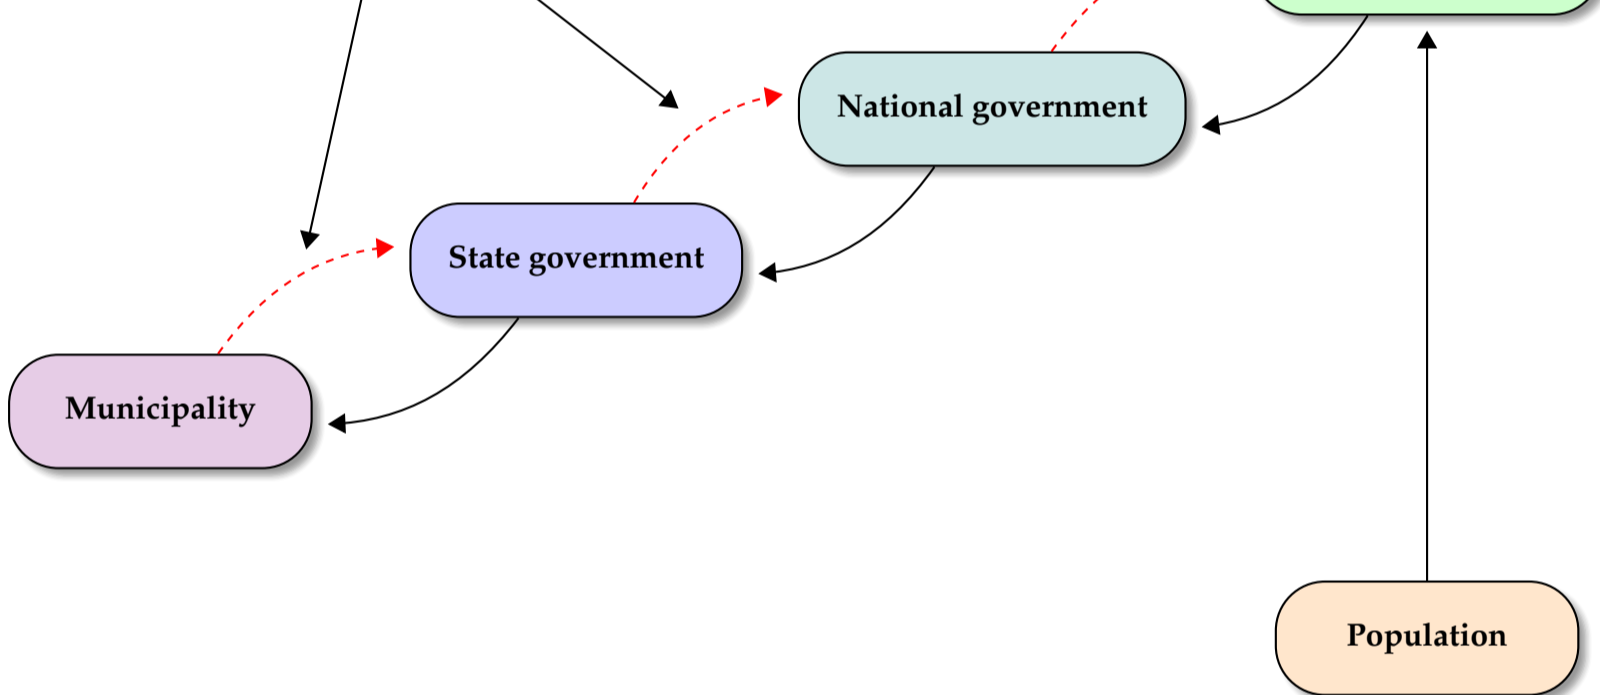 National government
State government
Municipality
Population